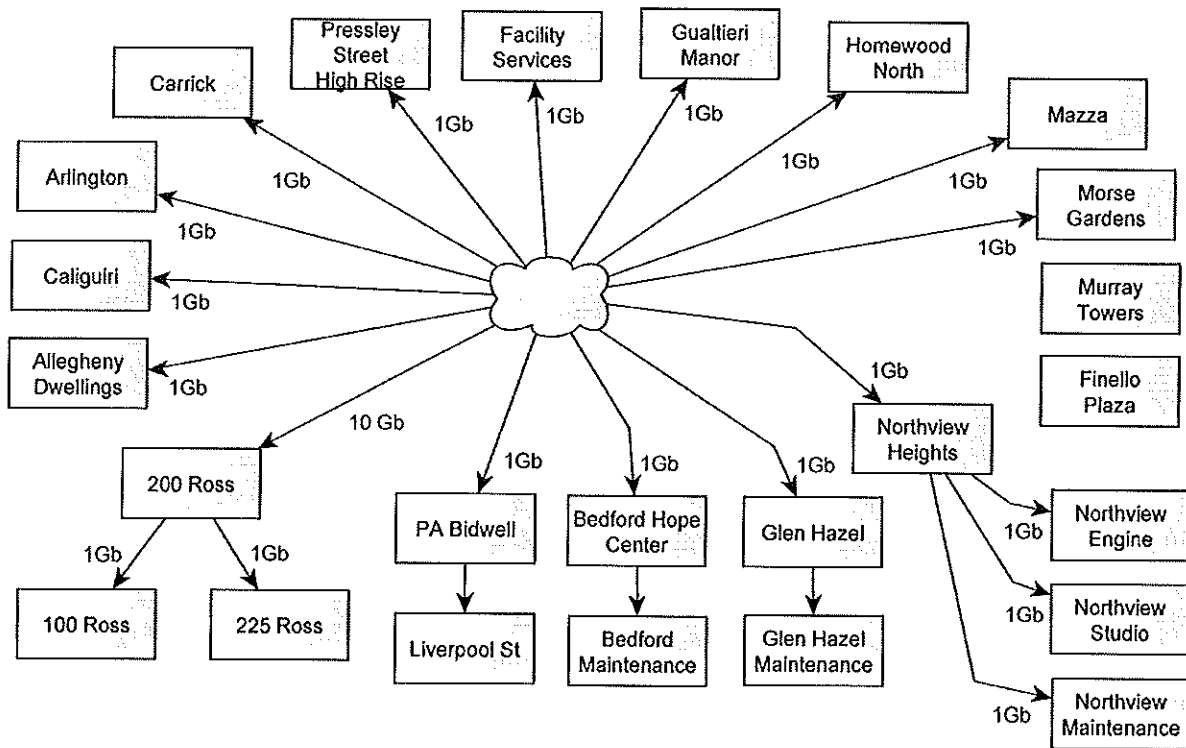 Pressley
Street
High Rise
Facility
Services
Gualtieri
Manor
Homewood
North
Carrick
Mazza
1Gb
1Gb
1Gb
1Gb
1Gb
1Gb
1Gb
Arlington
1Gb
Morse
Gardens
1Gb
Caliguiri
1Gb
Murray
Towers
Allegheny
Dwellings
1Gb
1Gb
Finello
Plaza
10 Gb
Northview
Heights
200 Ross
1Gb
1Gb
1Gb
PA Bidwell
Bedford Hope
Center
Glen Hazel
1Gb
Northview
Engine
1Gb
1Gb
100 Ross
225 Ross
Liverpool St
Bedford
Maintenance
Glen Hazel
Maintenance
1Gb
Northview
Studio
1Gb
Northview
Maintenance